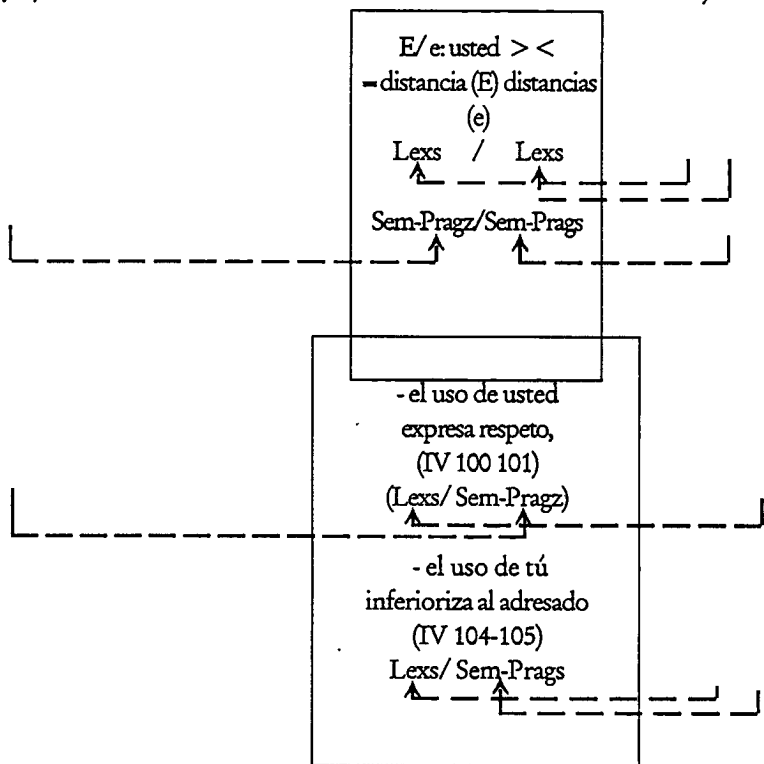 E/ e: usted > <
= distancia (E) distancias
(e)
Lexs / Lexs
Sem-Pragz/Sem-Prags
- el uso de usted
expresa respeto,
(IV 100 101)
(Lexs/ Sem-Pragz)
- el uso de tú
inferioriza al adresado
(IV 104-105)
Lexs/ Sem-Prags